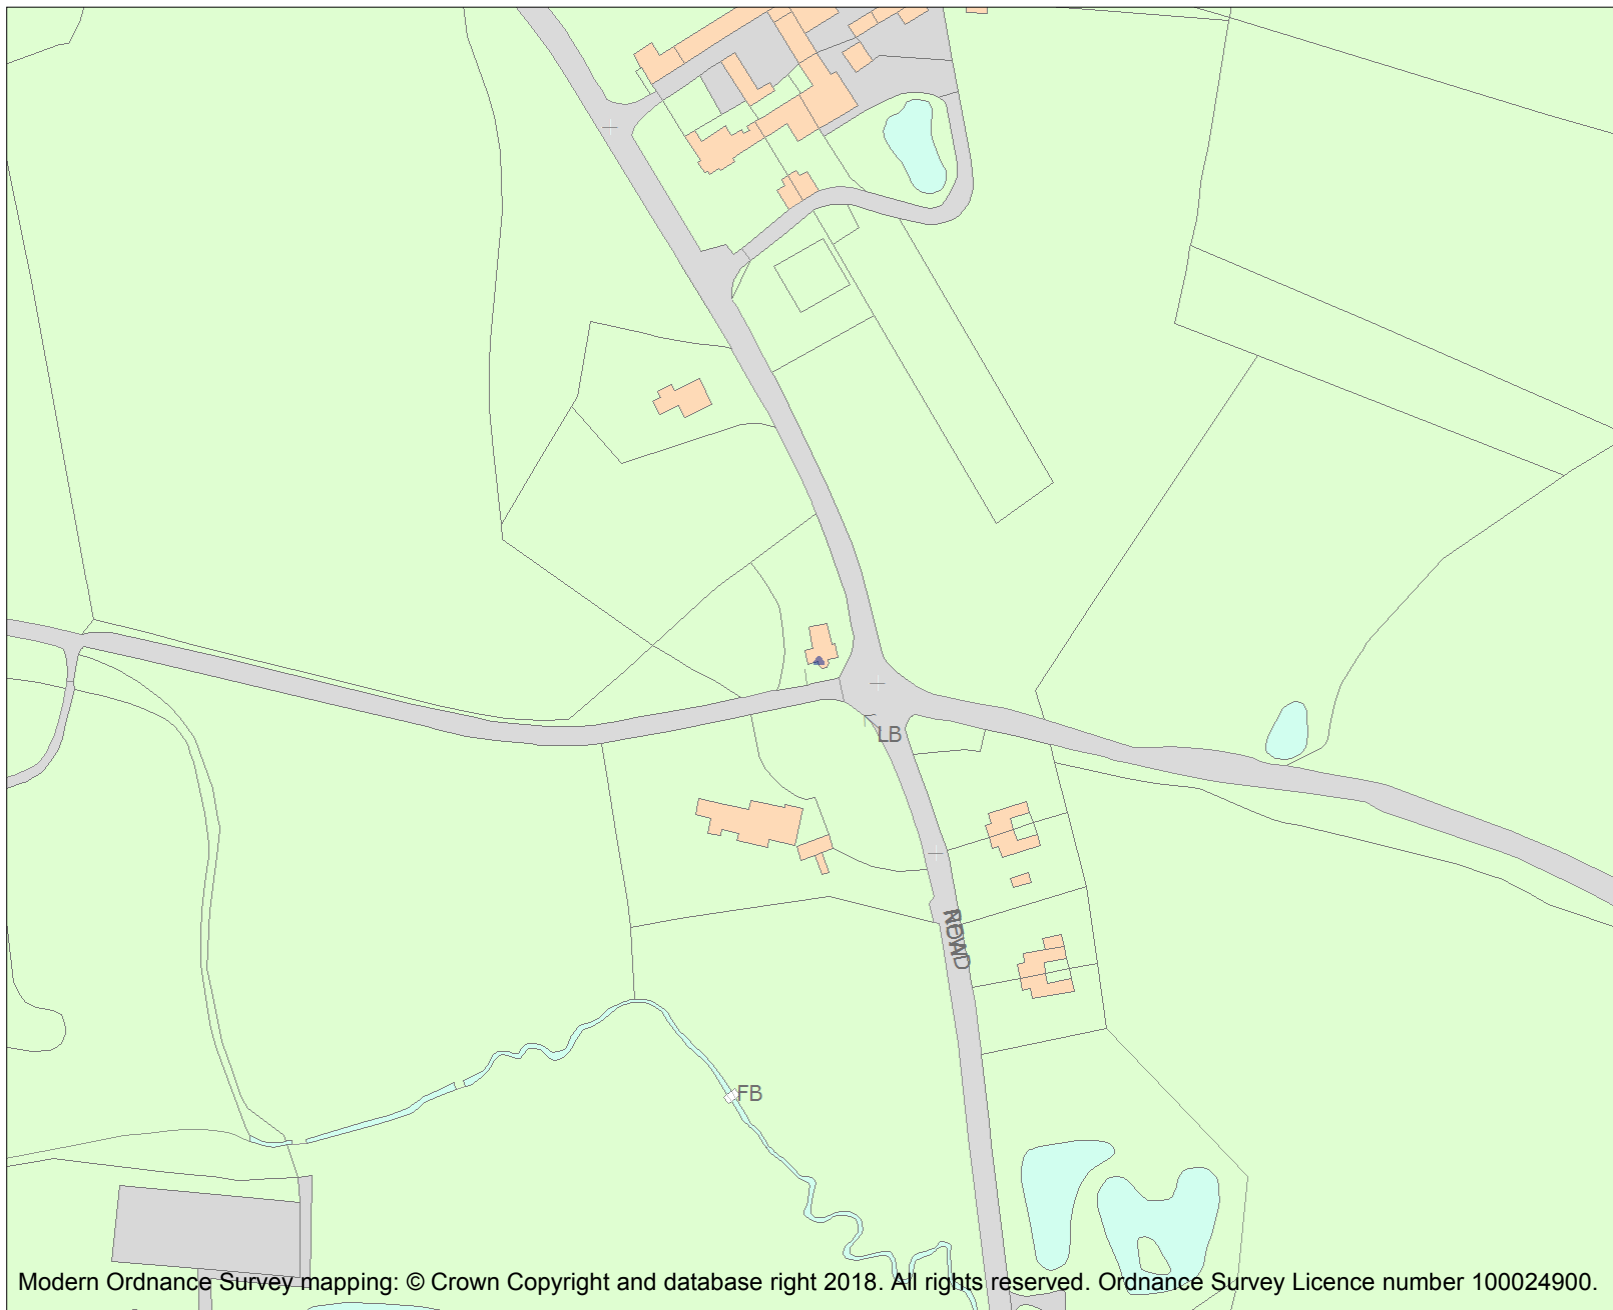 LB
FB
Modern Ordnance Survey mapping: © Crown Copyright and database right 2018. All rights reserved. Ordnance Survey Licence number 100024900.